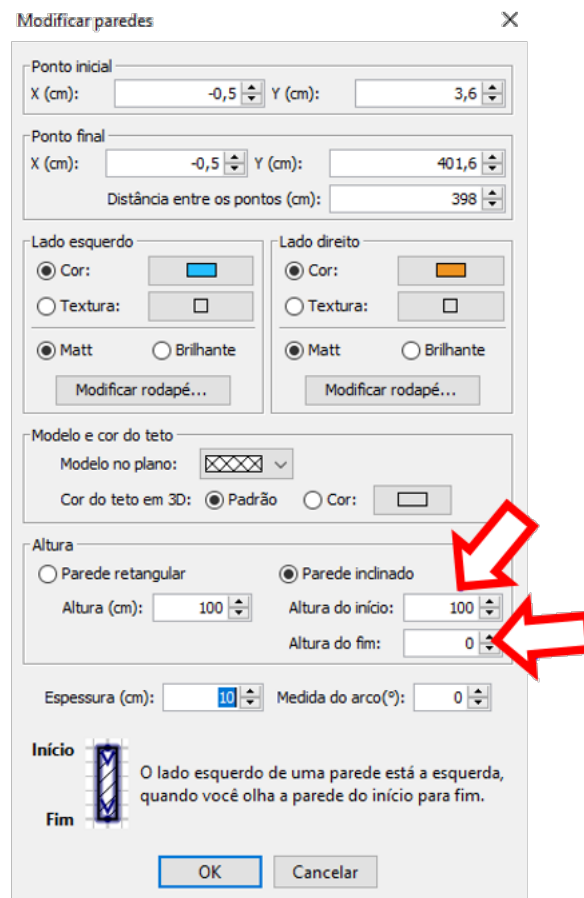 Modificar paredes
Ponto inicial
X (cm): -0,5 Y (cm): 3,6
Ponto final
X (cm): -0,5 Y (cm): 401,6
Distância entre os pontos (cm): 398
Lado esquerdo Lado direito
Cor: Cor:
Textura: Textura:
Matt Brilhante Matt Brilhante
Modificar rodapé... Modificar rodapé...
Modelo e cor do teto
Modelo no plano:
Cor do teto em 3D: Padrão Cor:
Altura
Parede retangular Parede inclinado
Altura (cm): 100 Altura do início: 100
Altura do fim: 0
Espessura (cm): 10 Medida do arco(º): 0
Início
O lado esquerdo de uma parede está a esquerda,
quando você olha a parede do início para fim.
Fim
OK Cancelar